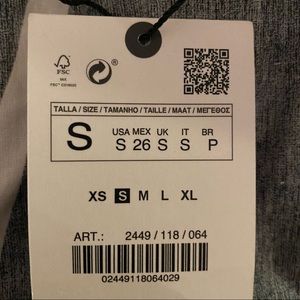 FSC
MIX
TALLA / SIZE / TAMANHO / TAILLE / MAAT / ΜΕΓΕΘΟΣ
S
USA MEX UK IT BR
S 26 S S P
XS S M L XL
ART.: 2449 / 118 / 064
02449118064029